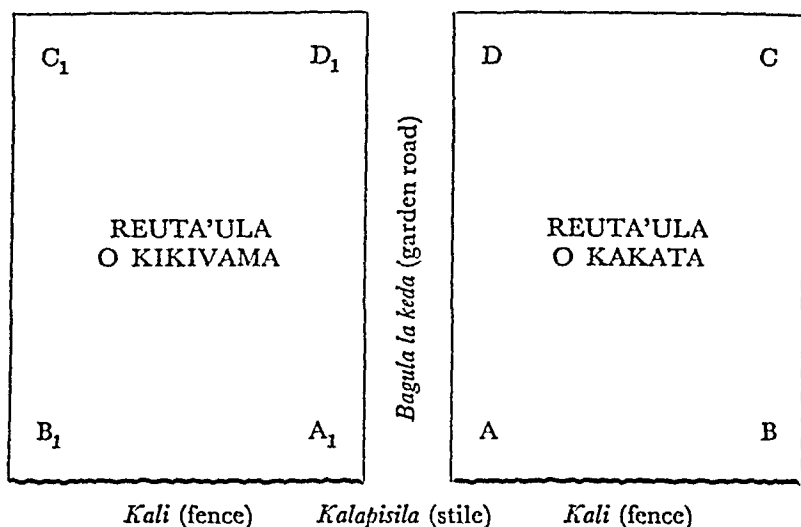 C₁ D₁ D C
REUTA'ULA
O KIKIVAMA
Bagula la keda (garden road)
REUTA'ULA
O KAKATA
B₁ A₁ A B
Kali (fence) Kalapisila (stile) Kali (fence)